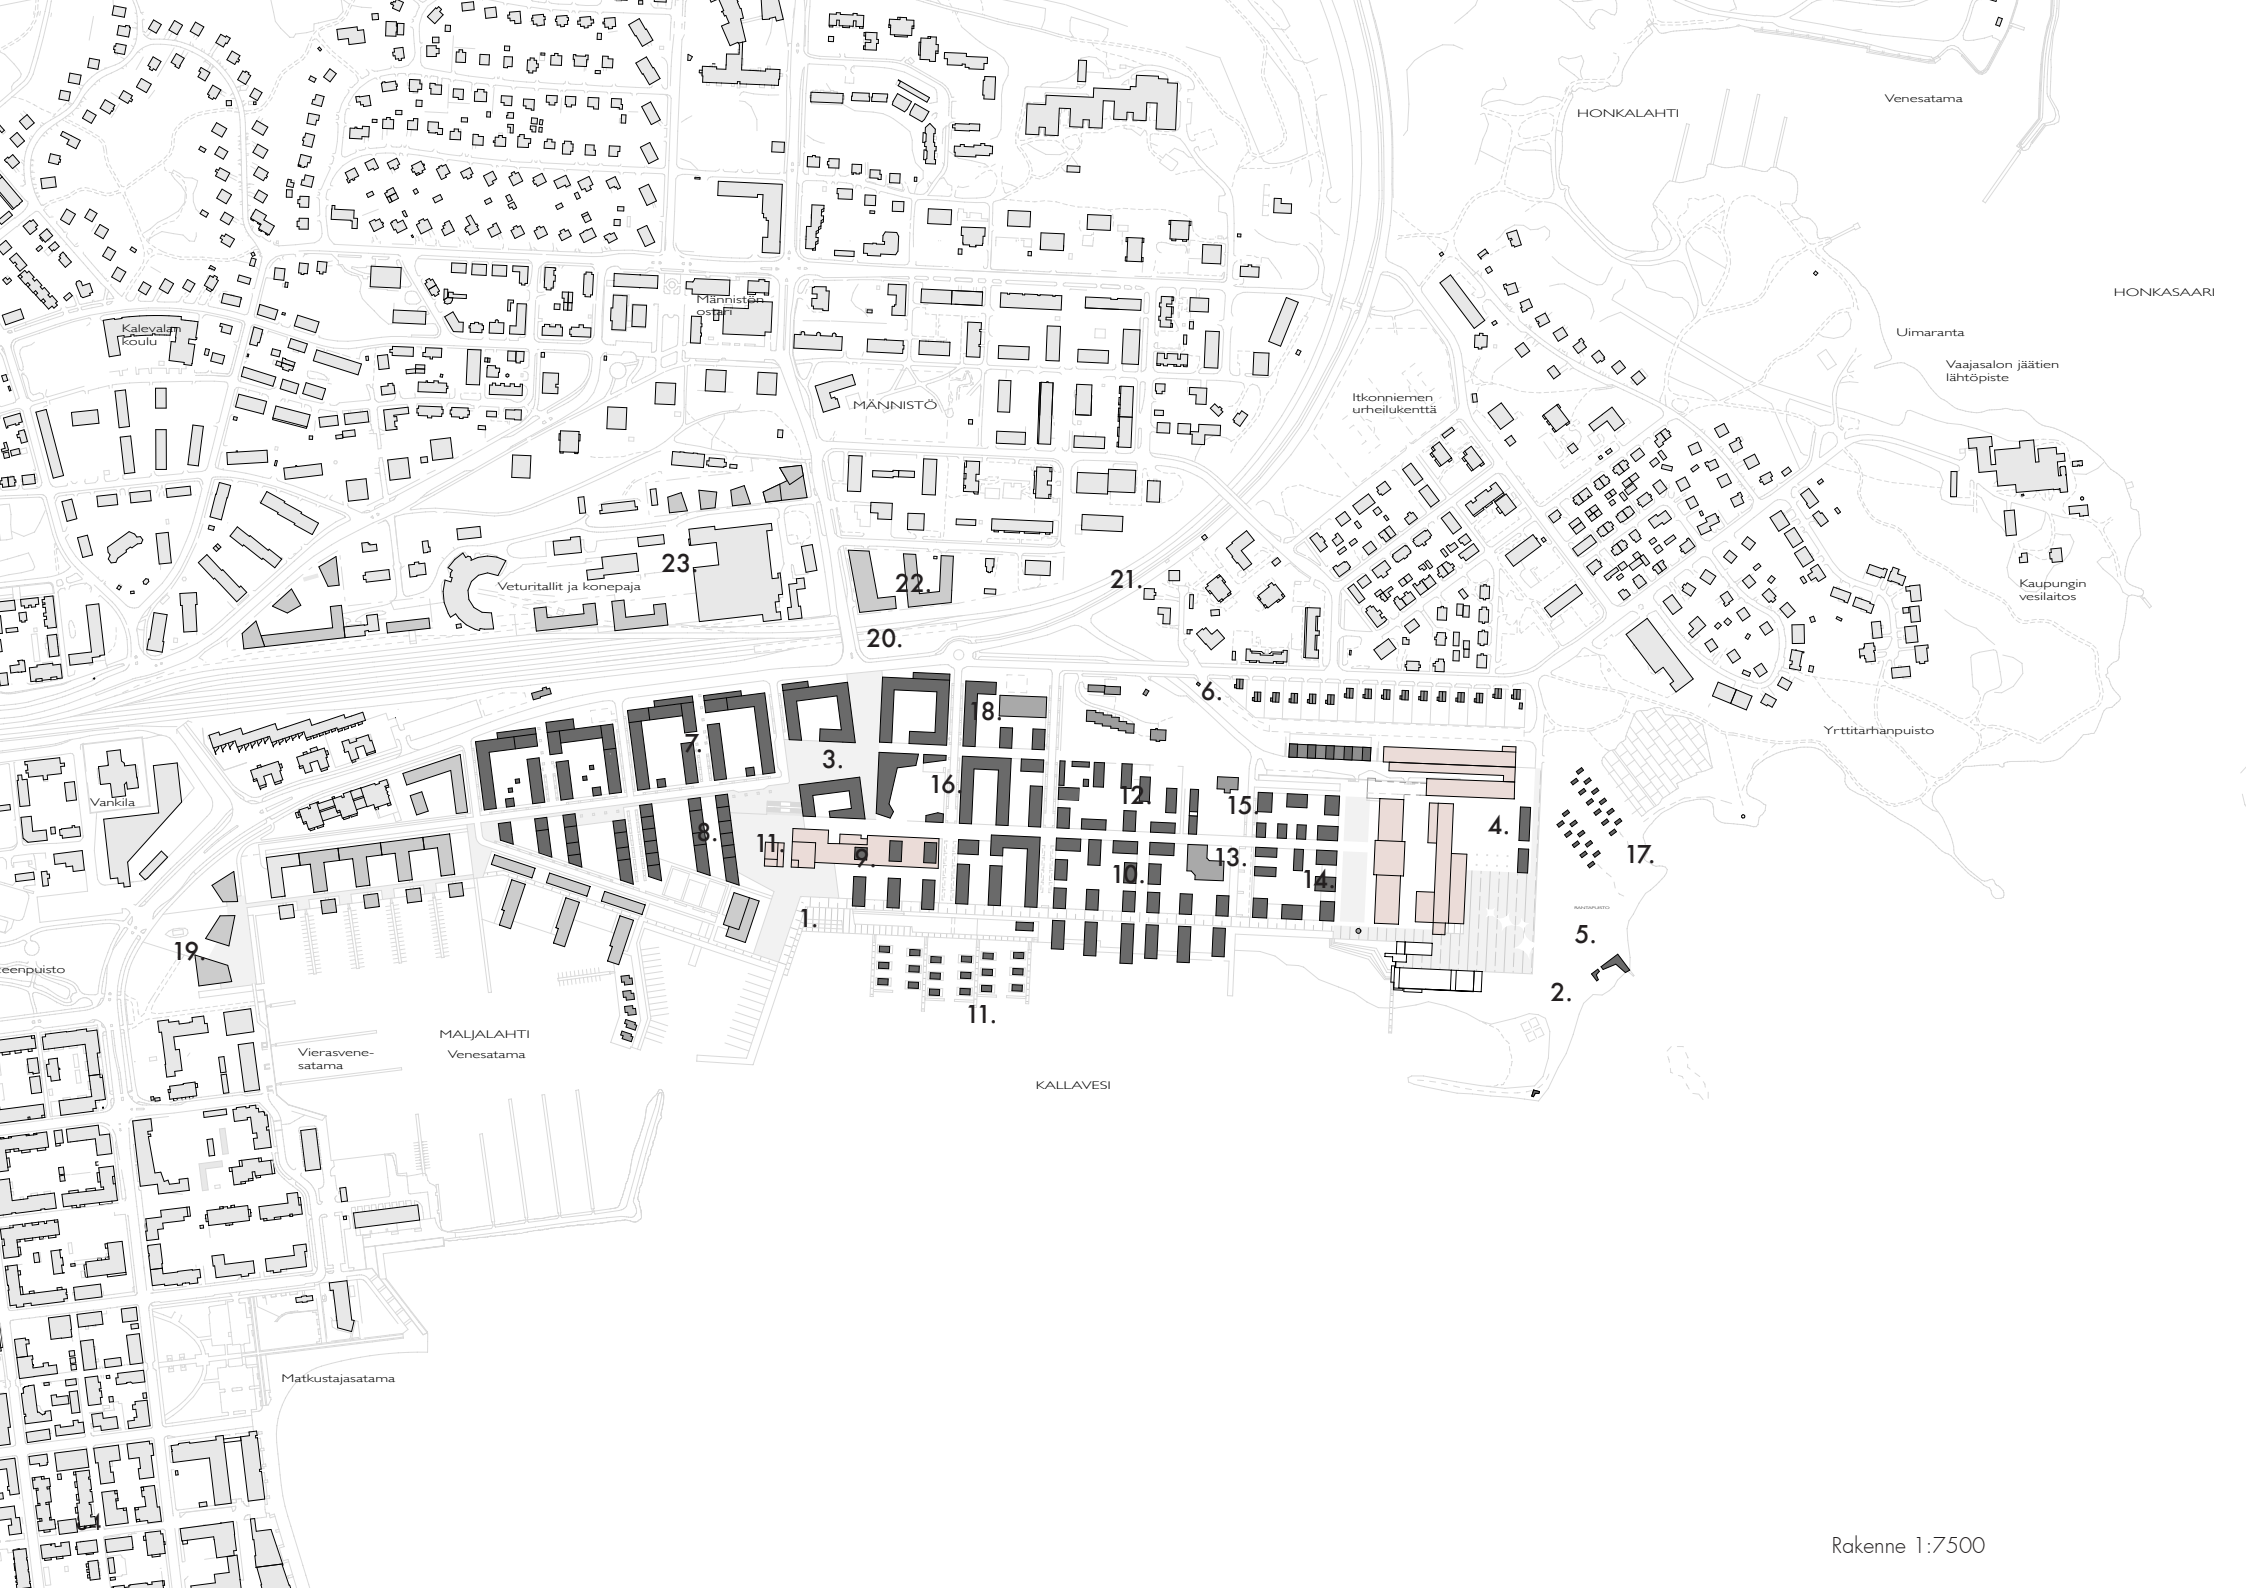 HONKALAHTI
Venesatama
HONKASAARI
Männistön
ostari
Kalevalan
koulu
Uimaranta
Vaajasalon jäätien
lähtöpiste
MÄNNISTÖ
Itkonniemen
urheilukenttä
23.
Veturitallit ja konepaja
22.
21.
Kaupungin
vesilaitos
20.
6.
18.
7.
3.
Yrttitarhanpuisto
16.
12.
15.
Vankila
8.
11.
9.
4.
13.
17.
10.
14.
RANTAPUISTO
1.
5.
19.
eenpuisto
2.
11.
MALJALAHTI
Venesatama
Vierasvene-
satama
KALLAVESI
Matkustajasatama
Rakenne 1:7500